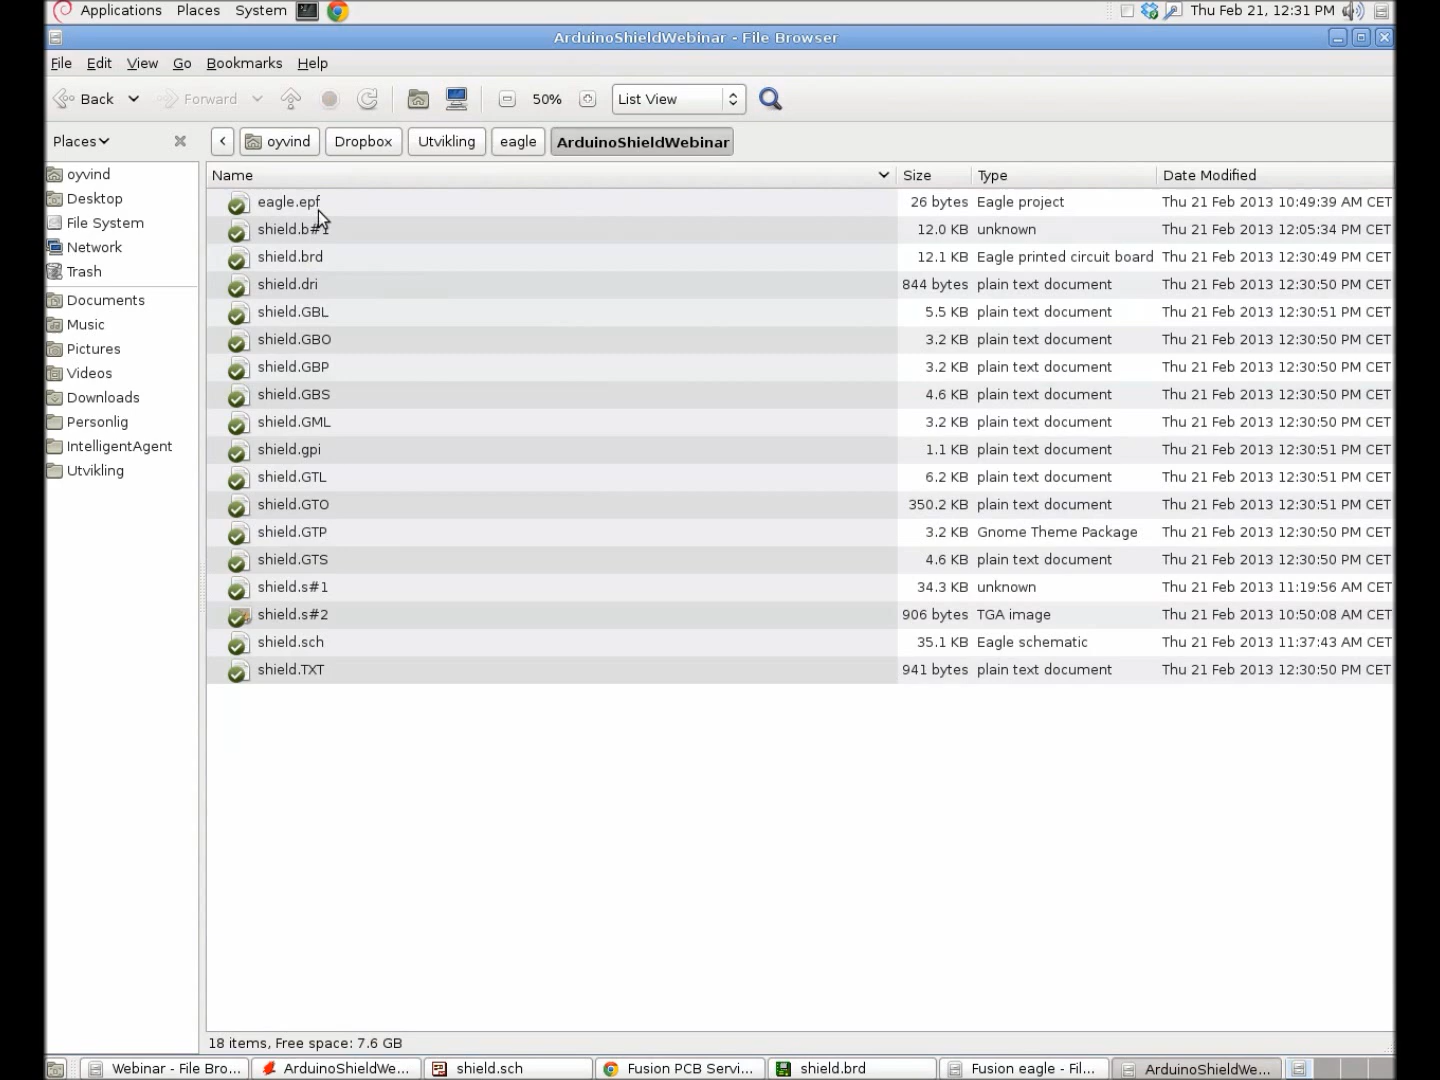 Applications Places System Thu Feb 21, 12:31 PM
ArduinoShieldWebinar - File Browser
File Edit View Go Bookmarks Help
Back Forward 50% List View
Places < oyvind Dropbox Utvikling eagle ArduinoShieldWebinar
oyvind
Desktop
File System
Network
Trash
Documents
Music
Pictures
Videos
Downloads
Personlig
IntelligentAgent
Utvikling
Name Size Type Date Modified
eagle.epf 26 bytes Eagle project Thu 21 Feb 2013 10:49:39 AM CET
shield.b#1 12.0 KB unknown Thu 21 Feb 2013 12:05:34 PM CET
shield.brd 12.1 KB Eagle printed circuit board Thu 21 Feb 2013 12:30:49 PM CET
shield.dri 844 bytes plain text document Thu 21 Feb 2013 12:30:50 PM CET
shield.GBL 5.5 KB plain text document Thu 21 Feb 2013 12:30:51 PM CET
shield.GBO 3.2 KB plain text document Thu 21 Feb 2013 12:30:50 PM CET
shield.GBP 3.2 KB plain text document Thu 21 Feb 2013 12:30:50 PM CET
shield.GBS 4.6 KB plain text document Thu 21 Feb 2013 12:30:50 PM CET
shield.GML 3.2 KB plain text document Thu 21 Feb 2013 12:30:50 PM CET
shield.gpi 1.1 KB plain text document Thu 21 Feb 2013 12:30:51 PM CET
shield.GTL 6.2 KB plain text document Thu 21 Feb 2013 12:30:51 PM CET
shield.GTO 350.2 KB plain text document Thu 21 Feb 2013 12:30:51 PM CET
shield.GTP 3.2 KB Gnome Theme Package Thu 21 Feb 2013 12:30:50 PM CET
shield.GTS 4.6 KB plain text document Thu 21 Feb 2013 12:30:50 PM CET
shield.s#1 34.3 KB unknown Thu 21 Feb 2013 11:19:56 AM CET
shield.s#2 906 bytes TGA image Thu 21 Feb 2013 10:50:08 AM CET
shield.sch 35.1 KB Eagle schematic Thu 21 Feb 2013 11:37:43 AM CET
shield.TXT 941 bytes plain text document Thu 21 Feb 2013 12:30:50 PM CET
18 items, Free space: 7.6 GB
Webinar - File Bro... ArduinoShieldWe... shield.sch Fusion PCB Servi... shield.brd Fusion eagle - Fil... ArduinoShieldWe...